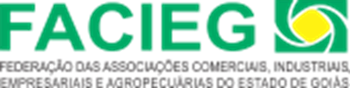 FACIEG
FEDERAÇÃO DAS ASSOCIAÇÕES COMERCIAIS, INDUSTRIAIS,
EMPRESARIAIS E AGROPECUÁRIAS DO ESTADO DE GOIÁS